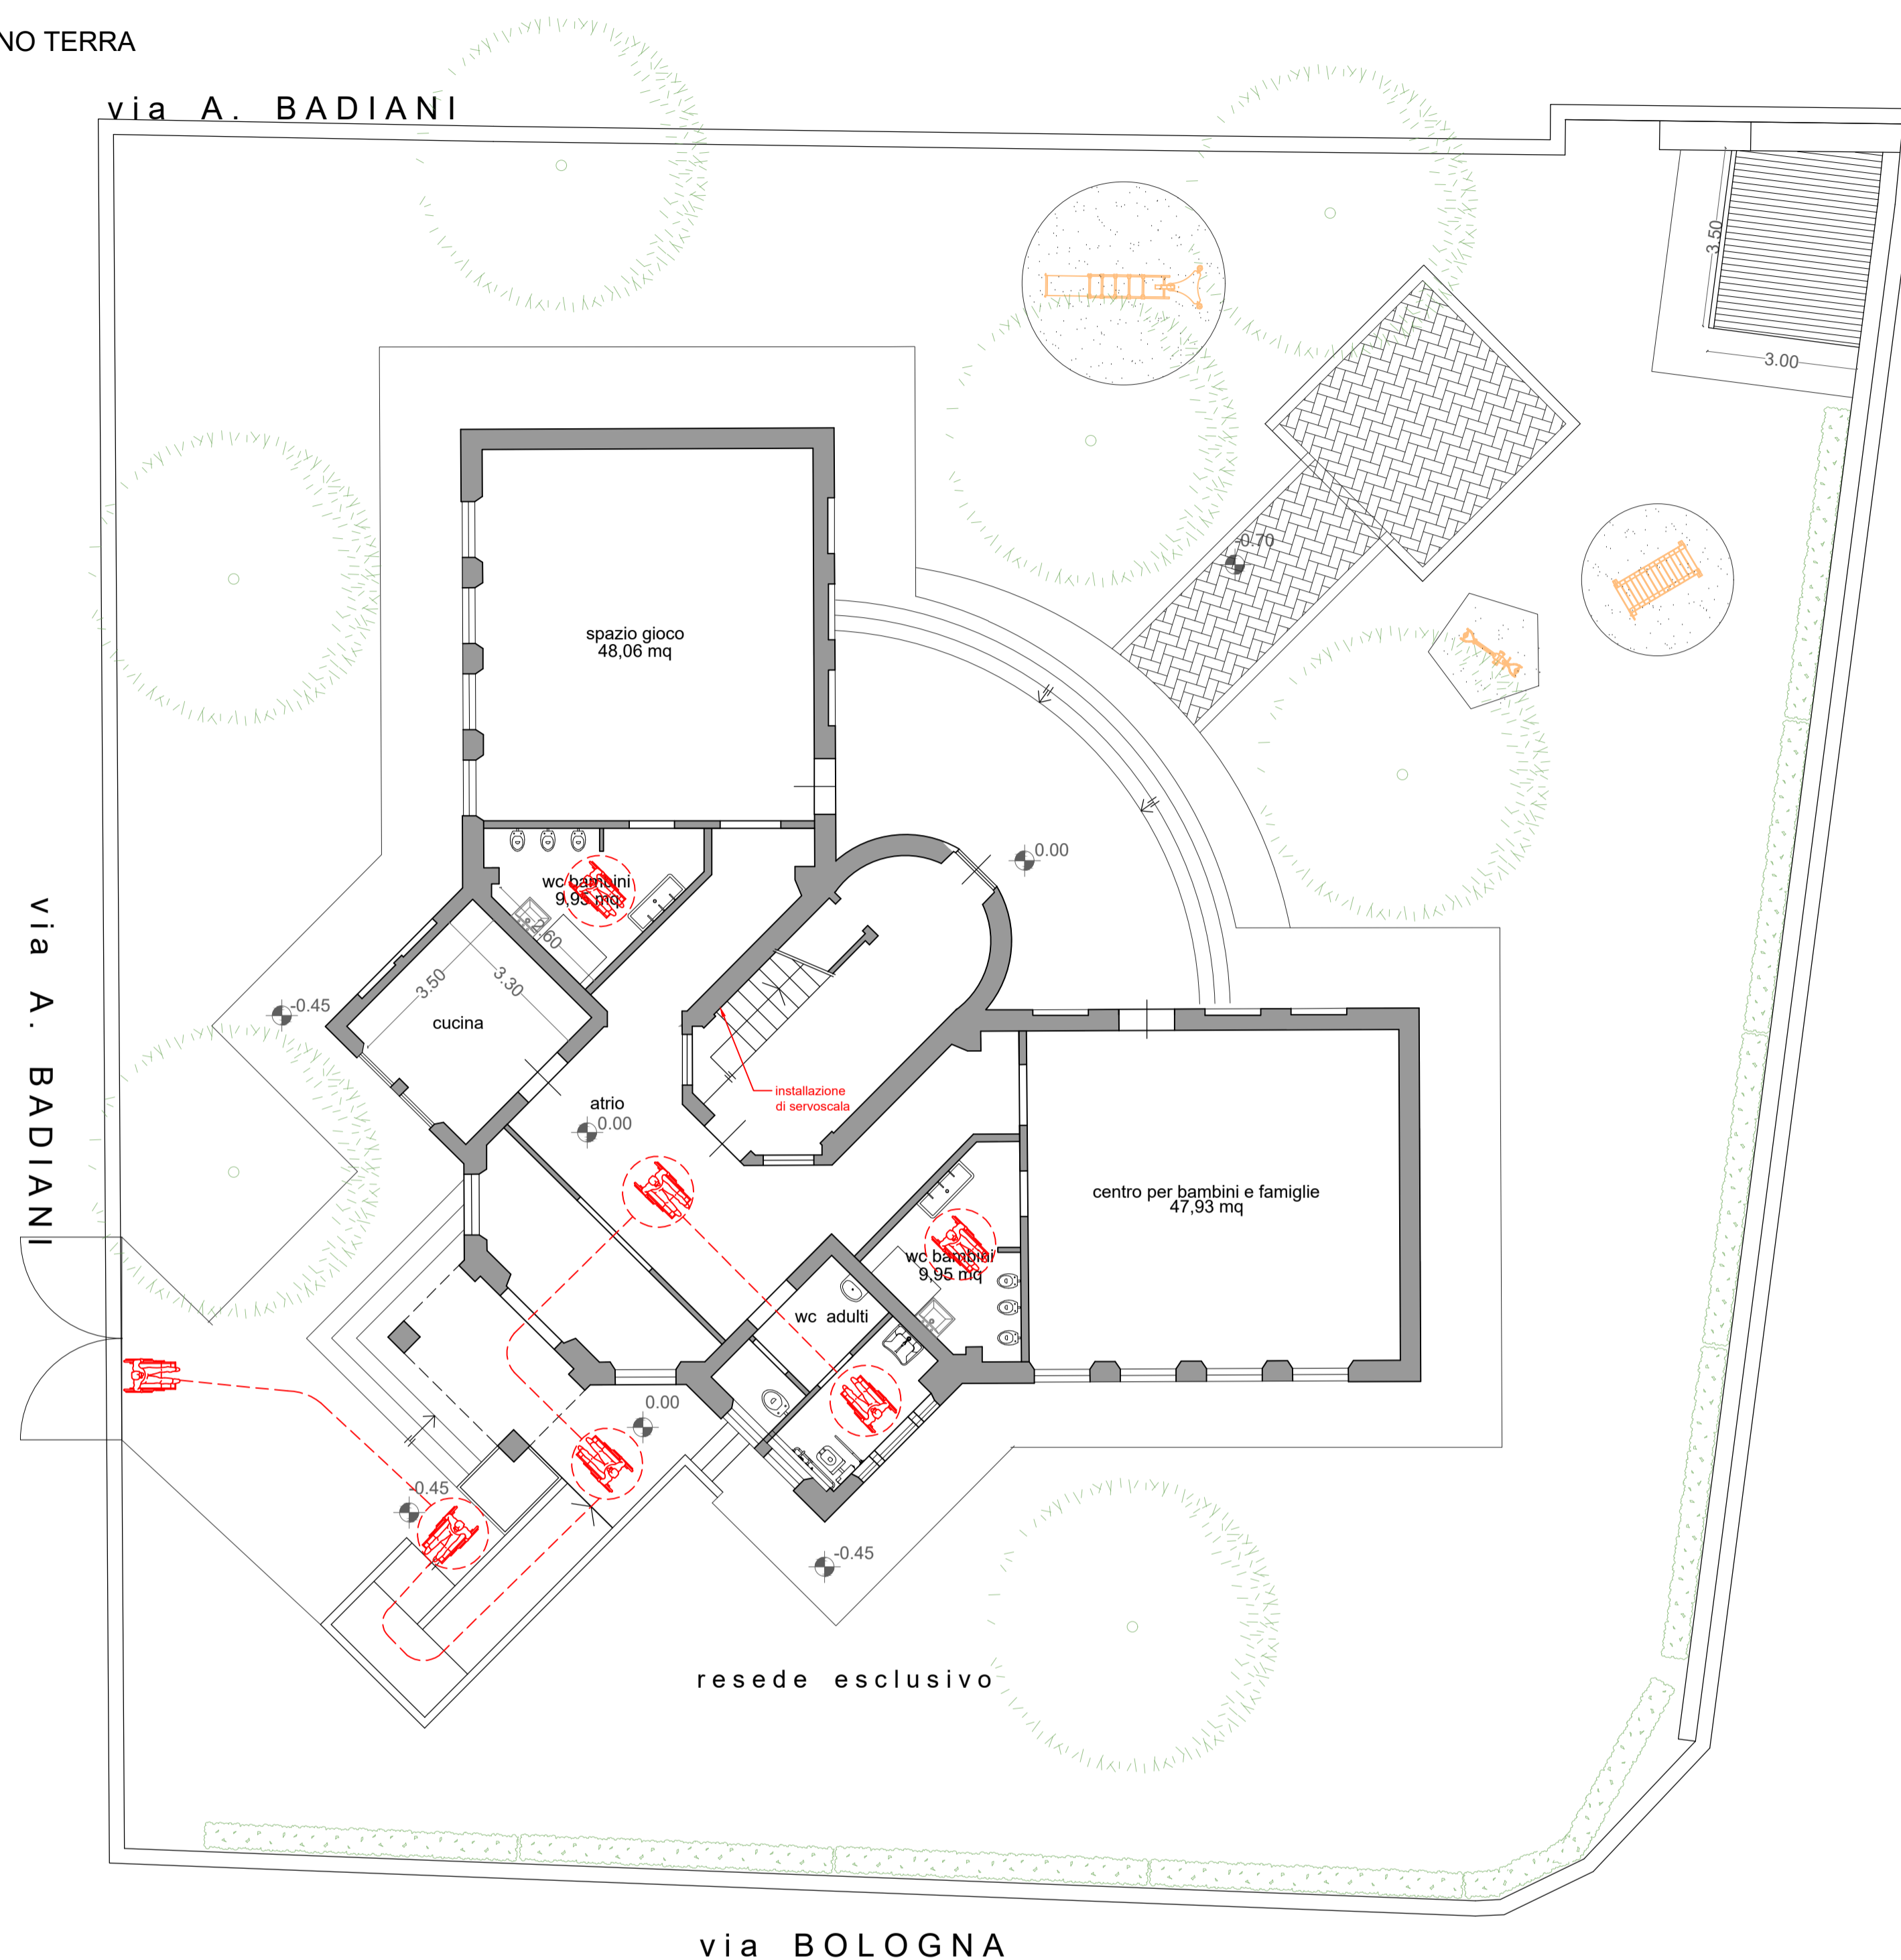 NO TERRA
via A. BADIANI
3.50
3.00
-0.70
spazio gioco
48,06 mq
0.00
wc bambini
9,95 mq
2.60
3.50
3.30
-0.45
cucina
via A. BADIANI
installazione
di servoscala
atrio
0.00
centro per bambini e famiglie
47,93 mq
wc bambini
9,95 mq
wc adulti
0.00
-0.45
-0.45
resede esclusivo
via BOLOGNA